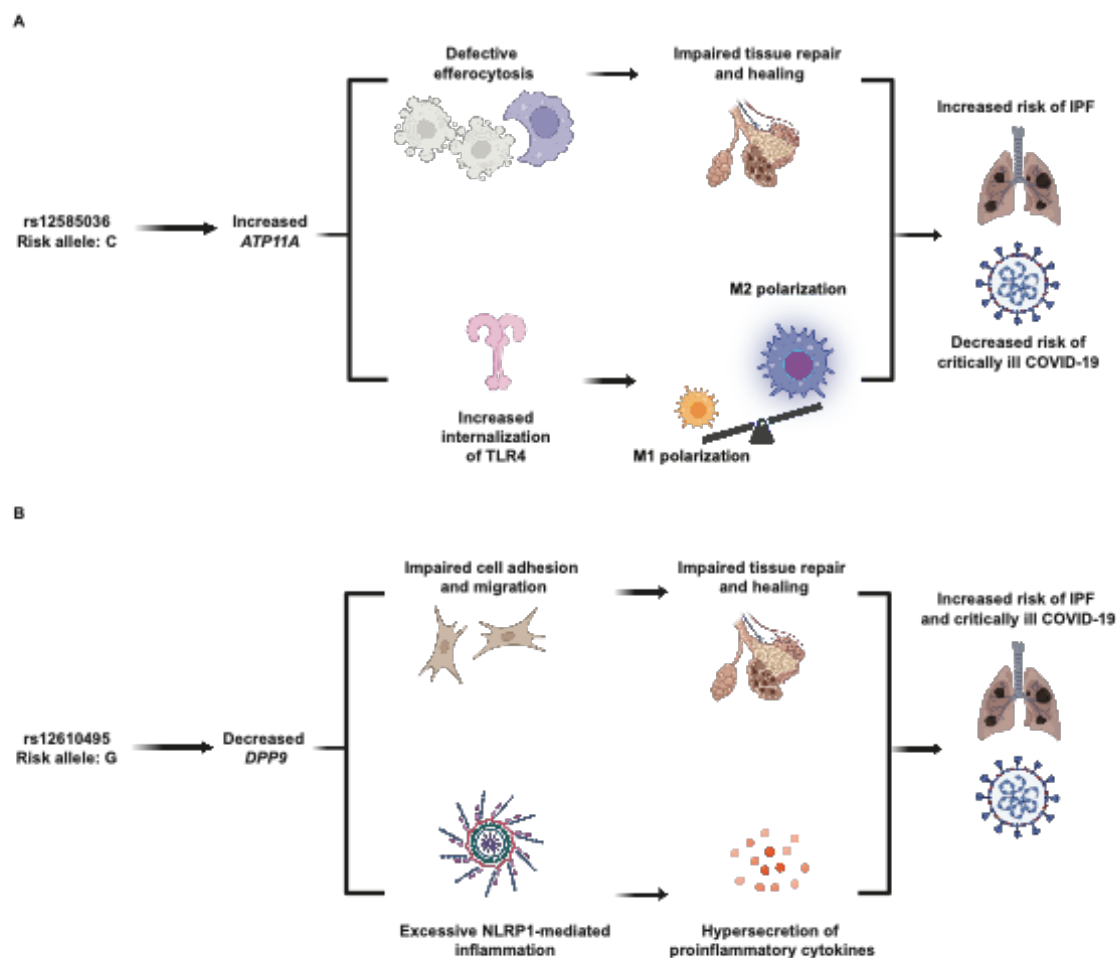 A
Defective
efferocytosis
Impaired tissue repair
and healing
Increased risk of IPF
rs12585036
Risk allele: C
Increased
ATP11A
M2 polarization
Decreased risk of
critically ill COVID-19
Increased
internalization
of TLR4
M1 polarization
B
Impaired cell adhesion
and migration
Impaired tissue repair
and healing
Increased risk of IPF
and critically ill COVID-19
rs12610495
Risk allele: G
Decreased
DPP9
Excessive NLRP1-mediated
inflammation
Hypersecretion of
proinflammatory cytokines